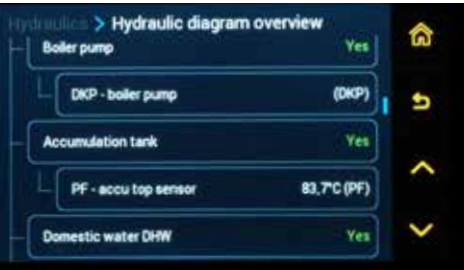 Hydraulics > Hydraulic diagram overview
Boiler pump Yes
DKP - boiler pump (DKP)
Accumulation tank Yes
PF - accu top sensor 83,7°C (PF)
Domestic water DHW Yes